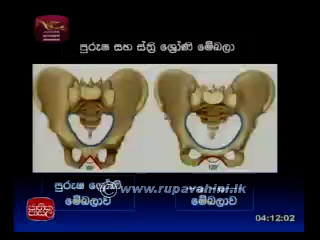 පුරුෂ සහ ස්ත්‍රී ශ්‍රෝණි මේඛලා
පුරුෂ ශ්‍රෝණි
මේඛලාව
මේඛලාව
©www.rupavahini.lk
04:12:02